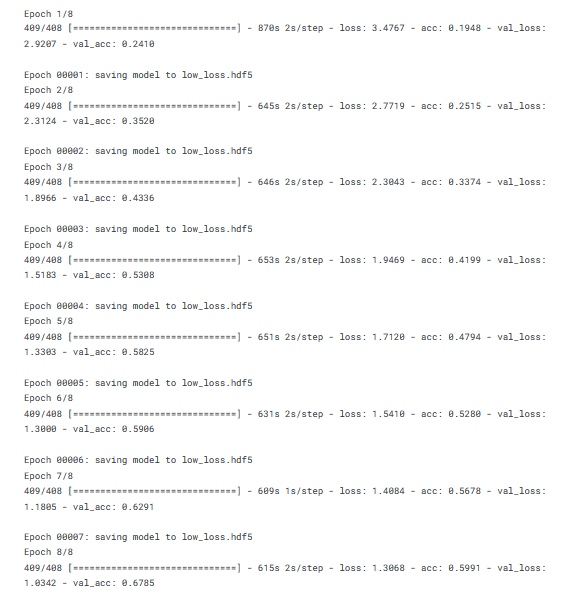 Epoch 1/8
409/408 [==============================] - 870s 2s/step - loss: 3.4767 - acc: 0.1948 - val_loss:
2.9207 - val_acc: 0.2410
Epoch 00001: saving model to low_loss.hdf5
Epoch 2/8
409/408 [==============================] - 645s 2s/step - loss: 2.7719 - acc: 0.2515 - val_loss:
2.3124 - val_acc: 0.3520
Epoch 00002: saving model to low_loss.hdf5
Epoch 3/8
409/408 [==============================] - 646s 2s/step - loss: 2.3043 - acc: 0.3374 - val_loss:
1.8966 - val_acc: 0.4336
Epoch 00003: saving model to low_loss.hdf5
Epoch 4/8
409/408 [==============================] - 653s 2s/step - loss: 1.9469 - acc: 0.4199 - val_loss:
1.5183 - val_acc: 0.5308
Epoch 00004: saving model to low_loss.hdf5
Epoch 5/8
409/408 [==============================] - 651s 2s/step - loss: 1.7120 - acc: 0.4794 - val_loss:
1.3303 - val_acc: 0.5825
Epoch 00005: saving model to low_loss.hdf5
Epoch 6/8
409/408 [==============================] - 631s 2s/step - loss: 1.5410 - acc: 0.5280 - val_loss:
1.3000 - val_acc: 0.5906
Epoch 00006: saving model to low_loss.hdf5
Epoch 7/8
409/408 [==============================] - 609s 1s/step - loss: 1.4084 - acc: 0.5678 - val_loss:
1.1805 - val_acc: 0.6291
Epoch 00007: saving model to low_loss.hdf5
Epoch 8/8
409/408 [==============================] - 615s 2s/step - loss: 1.3068 - acc: 0.5991 - val_loss:
1.0342 - val_acc: 0.6785